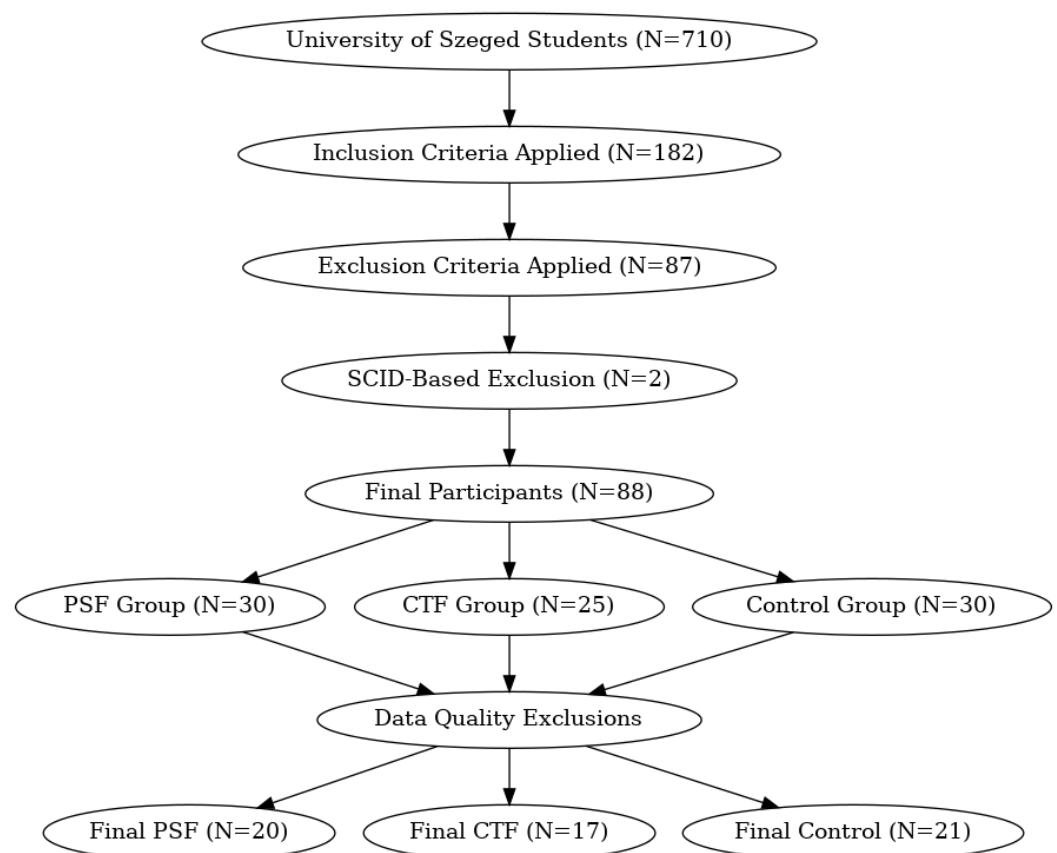 University of Szeged Students (N=710)
Inclusion Criteria Applied (N=182)
Exclusion Criteria Applied (N=87)
SCID-Based Exclusion (N=2)
Final Participants (N=88)
PSF Group (N=30)
CTF Group (N=25)
Control Group (N=30)
Data Quality Exclusions
Final PSF (N=20)
Final CTF (N=17)
Final Control (N=21)